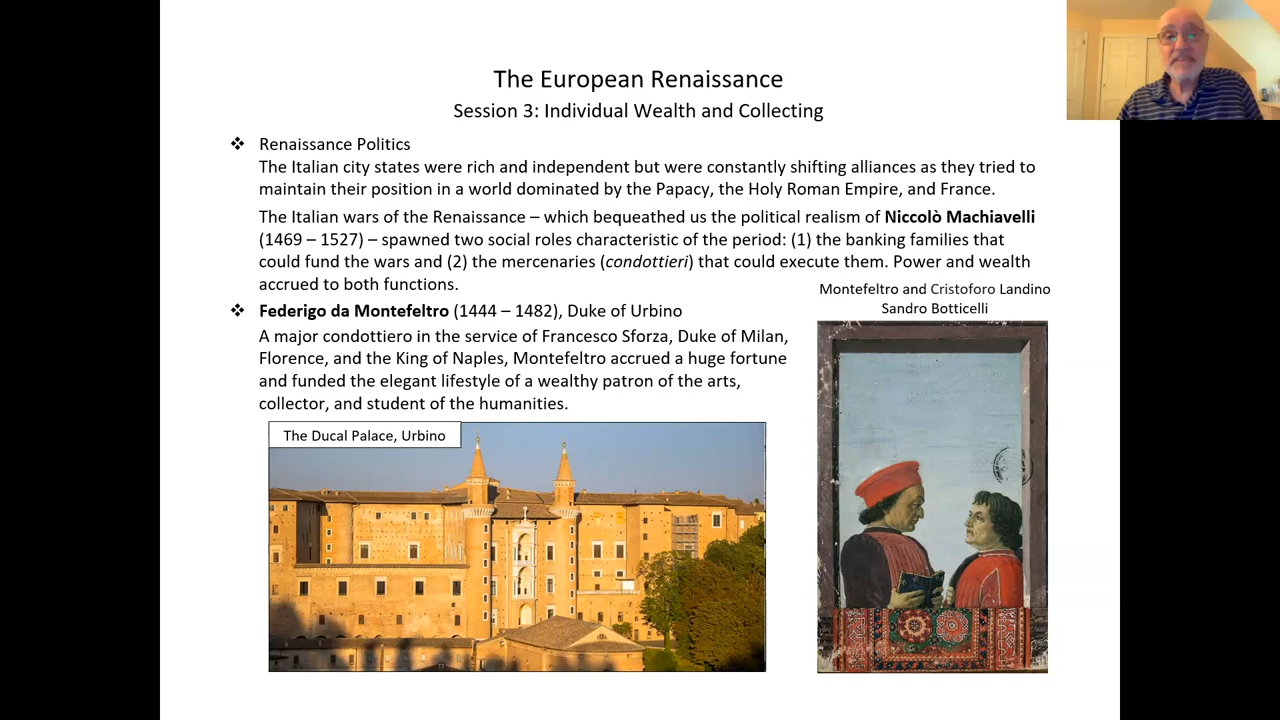 The European Renaissance
Session 3: Individual Wealth and Collecting
❖ Renaissance Politics
The Italian city states were rich and independent but were constantly shifting alliances as they tried to
maintain their position in a world dominated by the Papacy, the Holy Roman Empire, and France.
The Italian wars of the Renaissance – which bequeathed us the political realism of Niccolò Machiavelli
(1469 – 1527) – spawned two social roles characteristic of the period: (1) the banking families that
could fund the wars and (2) the mercenaries (condottieri) that could execute them. Power and wealth
accrued to both functions.
❖ Federigo da Montefeltro (1444 – 1482), Duke of Urbino
A major condottiero in the service of Francesco Sforza, Duke of Milan,
Florence, and the King of Naples, Montefeltro accrued a huge fortune
and funded the elegant lifestyle of a wealthy patron of the arts,
collector, and student of the humanities.
Montefeltro and Cristoforo Landino
Sandro Botticelli
The Ducal Palace, Urbino